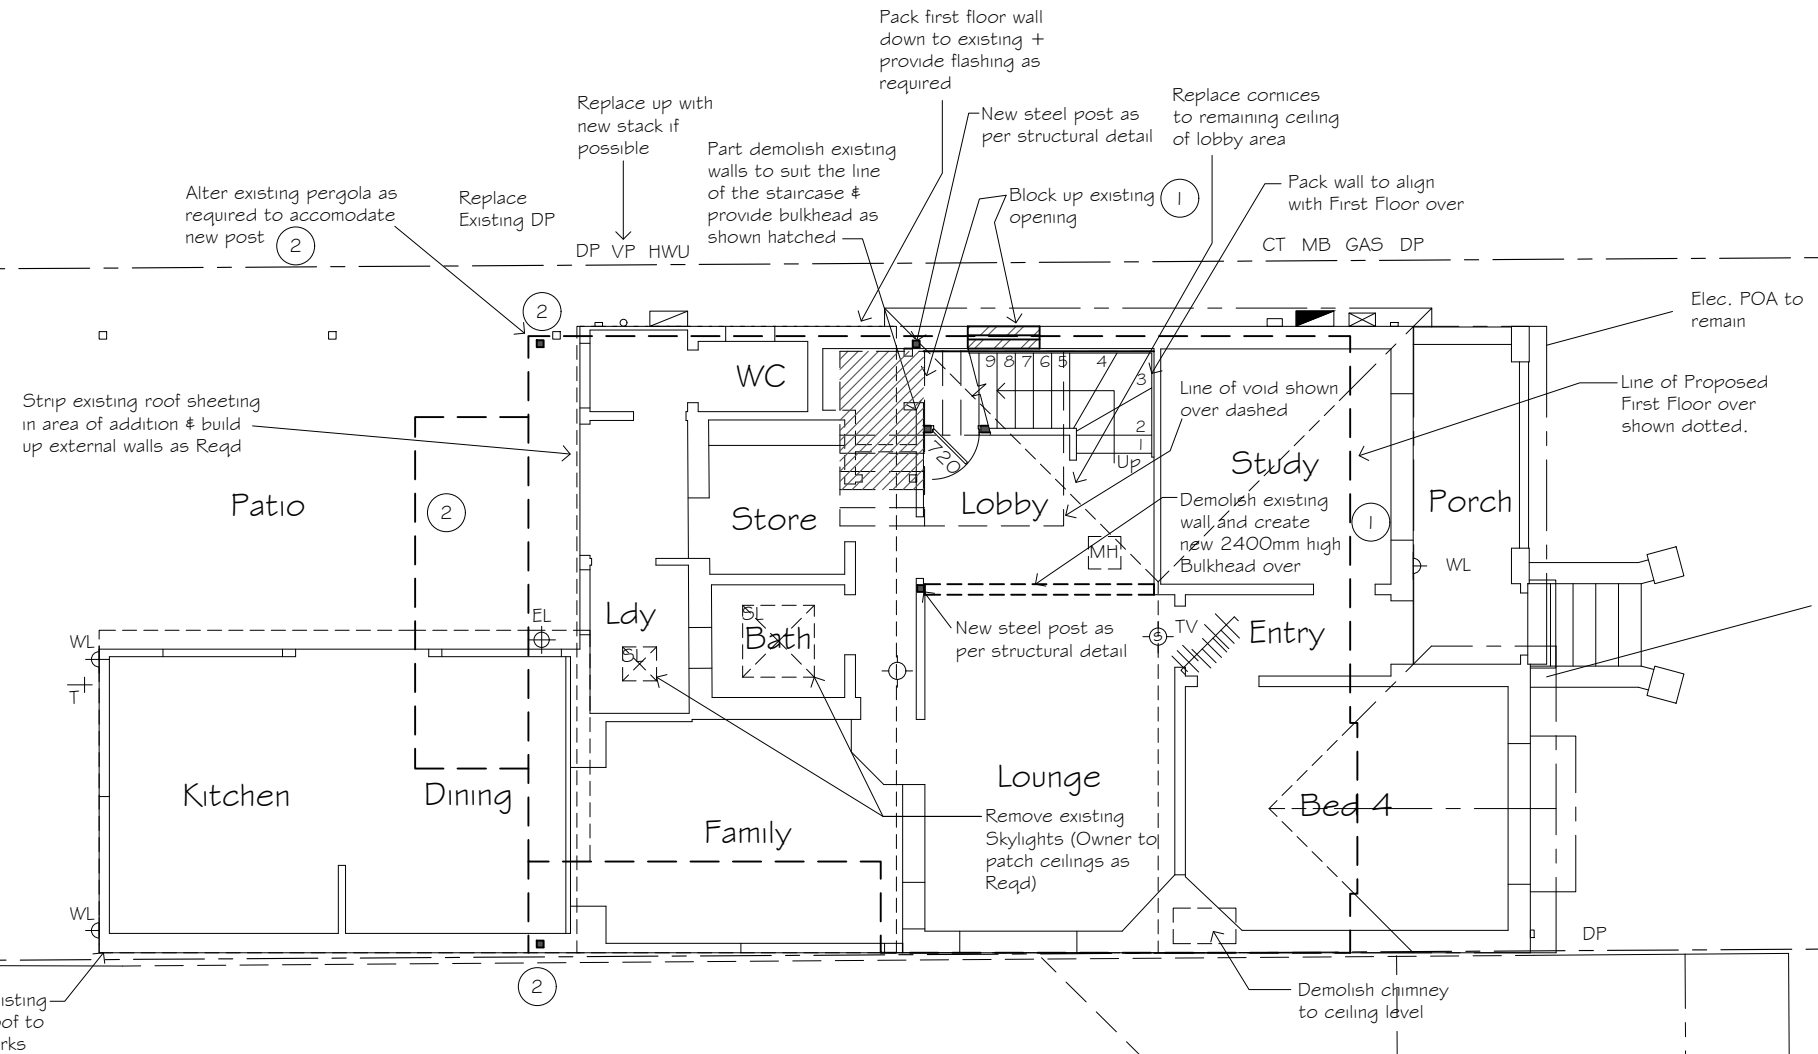 Pack first floor wall
down to existing +
provide flashing as
required
Replace up with
new stack if
possible
New steel post as
per structural detail
Replace cornices
to remaining ceiling
of lobby area
Part demolish existing
walls to suit the line
of the staircase &
provide bulkhead as
shown hatched
Alter existing pergola as
required to accomodate
new post
2
Replace
Existing DP
Block up existing
opening
1
Pack wall to align
with First Floor over
DP VP HWU
CT MB GAS DP
Elec. POA to
remain
2
WC
9 8 7 6 5 4
3
2
1
Up
Line of void shown
over dashed
Line of Proposed
First Floor over
shown dotted.
Strip existing roof sheeting
in area of addition & build
up external walls as Reqd
720
Study
Patio
2
Store
Lobby
Demolish existing
wall and create
new 2400mm high
Bulkhead over
1
Porch
MH
WL
EL
Ldy
SL
Bath
SL
New steel post as
per structural detail
S
TV
Entry
WL
T
Kitchen
Dining
Family
Lounge
Bed 4
Remove existing
Skylights (Owner to
patch ceilings as
Reqd)
WL
DP
2
Demolish chimney
to ceiling level
isting
of to
rks